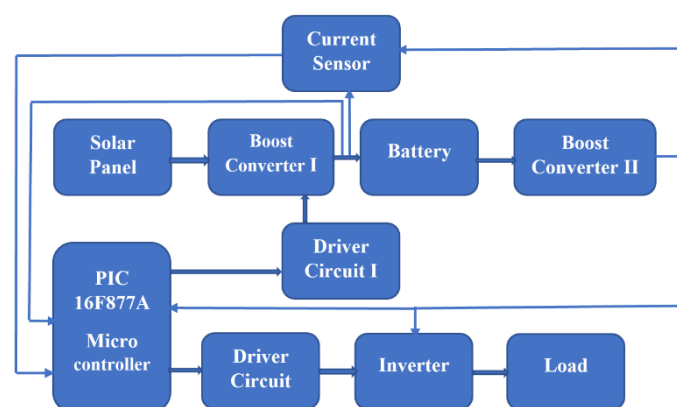 Current
Sensor
Solar
Panel
Boost
Converter I
Battery
Boost
Converter II
Driver
Circuit I
PIC
16F877A
Micro
controller
Driver
Circuit
Inverter
Load